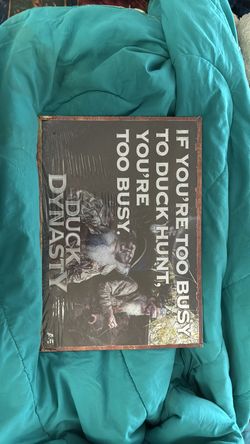 IF YOU'RE TOO BUSY
TO DUCK HUNT,
YOU'RE
TOO BUSY
DUCK
DYNASTY